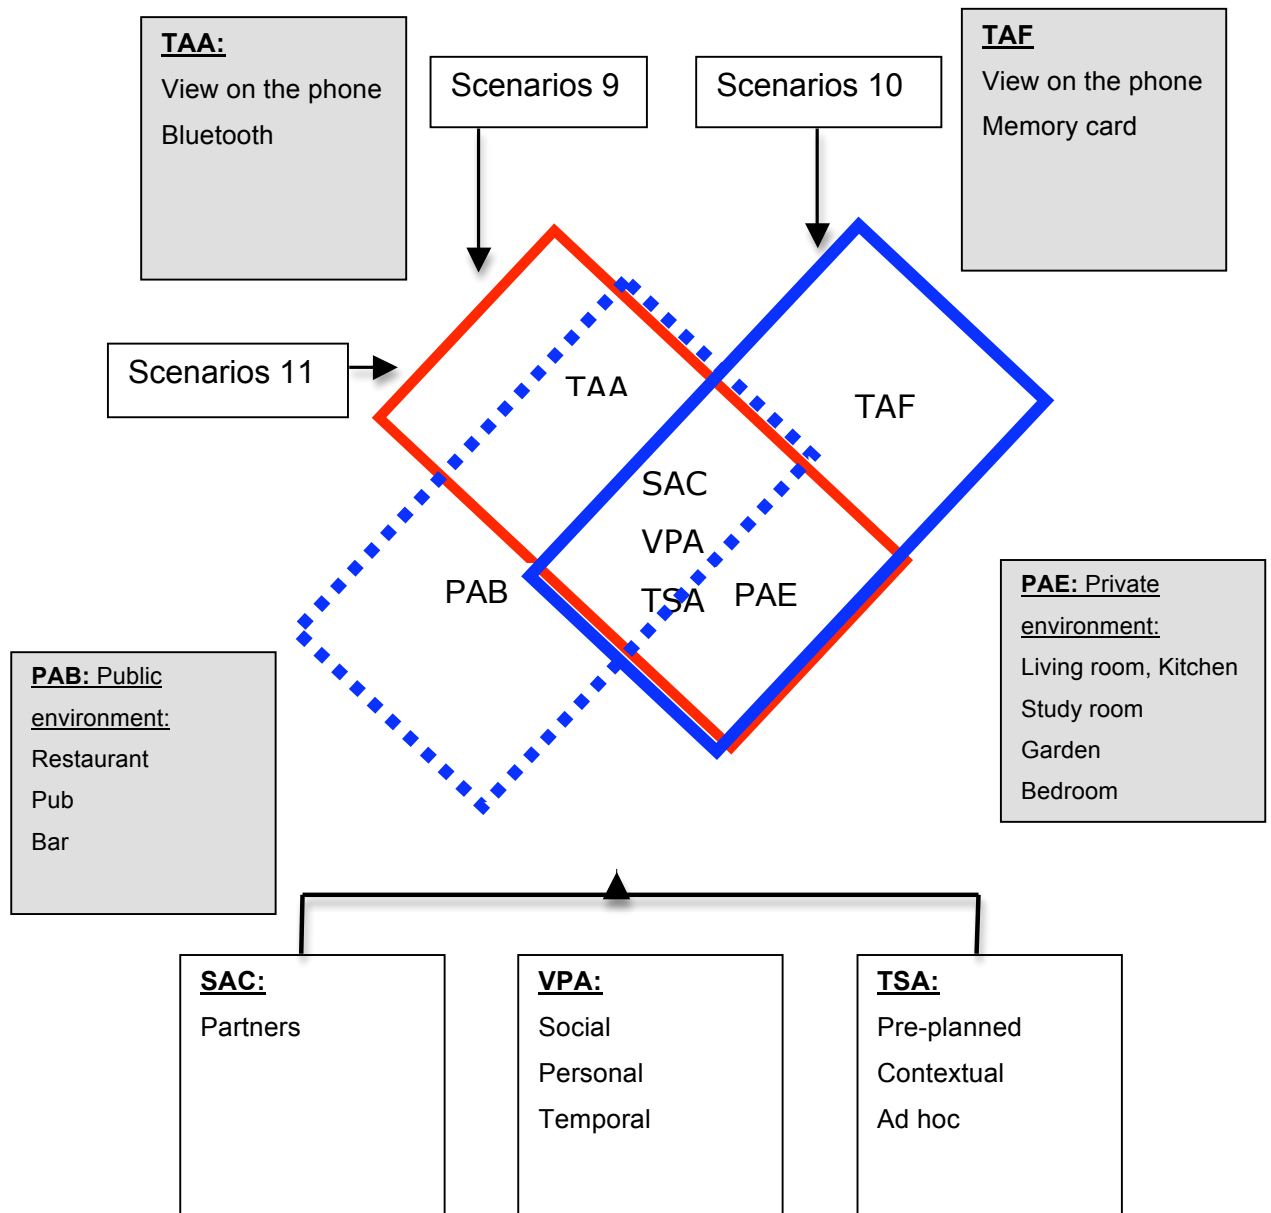 TAA:
View on the phone
Bluetooth
Scenarios 9
Scenarios 10
TAF
View on the phone
Memory card
Scenarios 11
TAA
TAF
SAC
VPA
TSA
PAB
PAE
PAB: Public
environment:
Restaurant
Pub
Bar
PAE: Private
environment:
Living room, Kitchen
Study room
Garden
Bedroom
SAC:
Partners
VPA:
Social
Personal
Temporal
TSA:
Pre-planned
Contextual
Ad hoc